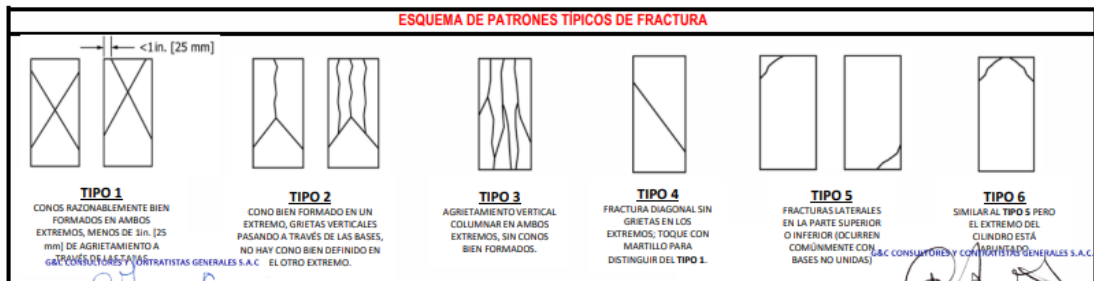 ESQUEMA DE PATRONES TÍPICOS DE FRACTURA
<1in. [25 mm]
TIPO 1
CONOS RAZONABLEMENTE BIEN
FORMADOS EN AMBOS
EXTREMOS, MENOS DE 1in. [25
mm] DE AGRIETAMIENTO A
TRAVÉS DE LAS TAPAS
G&C CONSULTORES Y CONTRATISTAS GENERALES S.A.C
TIPO 2
CONO BIEN FORMADO EN UN
EXTREMO, GRIETAS VERTICALES
PASANDO A TRAVÉS DE LAS BASES,
NO HAY CONO BIEN DEFINIDO EN
EL OTRO EXTREMO.
TIPO 3
AGRIETAMIENTO VERTICAL
COLUMNAR EN AMBOS
EXTREMOS, SIN CONOS
BIEN FORMADOS.
TIPO 4
FRACTURA DIAGONAL SIN
GRIETAS EN LOS
EXTREMOS; TOQUE CON
MARTILLO PARA
DISTINGUIR DEL TIPO 1.
TIPO 5
FRACTURAS LATERALES
EN LA PARTE SUPERIOR
O INFERIOR (OCURREN
COMÚNMENTE CON
BASES NO UNIDAS)
TIPO 6
SIMILAR AL TIPO 5 PERO
EL EXTREMO DEL
CILINDRO ESTÁ
APUNTADO.
G&C CONSULTORES Y CONTRATISTAS GENERALES S.A.C.